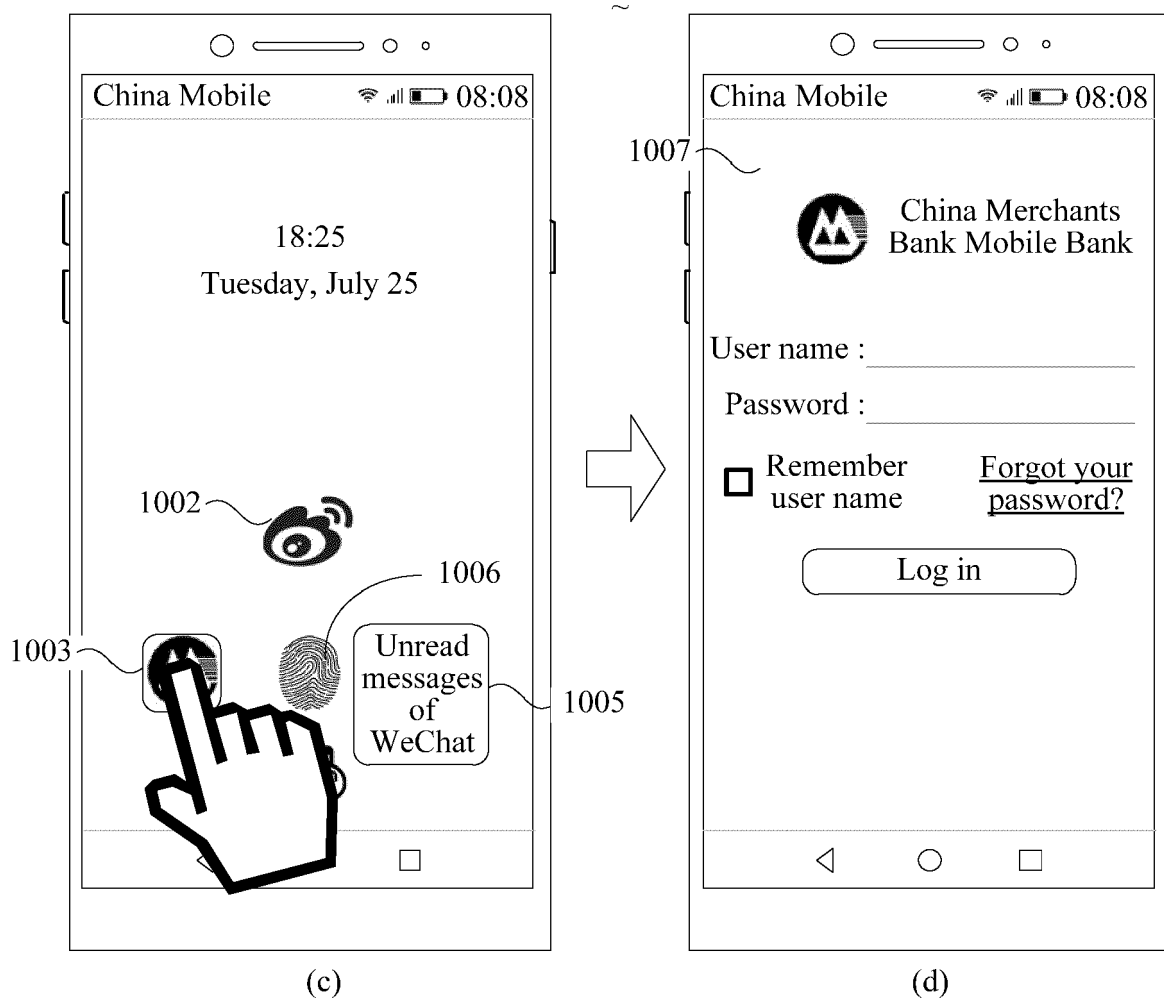 ~
China Mobile 08:08
18:25
Tuesday, July 25
1002
1006
1003
Unread
messages
of
WeChat
1005
(c)
China Mobile 08:08
1007
China Merchants
Bank Mobile Bank
User name :
Password :
Remember
user name
Forgot your
password?
Log in
(d)